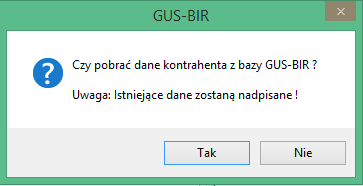 GUS-BIR
Czy pobrać dane kontrahenta z bazy GUS-BIR ?
Uwaga: Istniejące dane zostaną nadpisane !
Tak
Nie